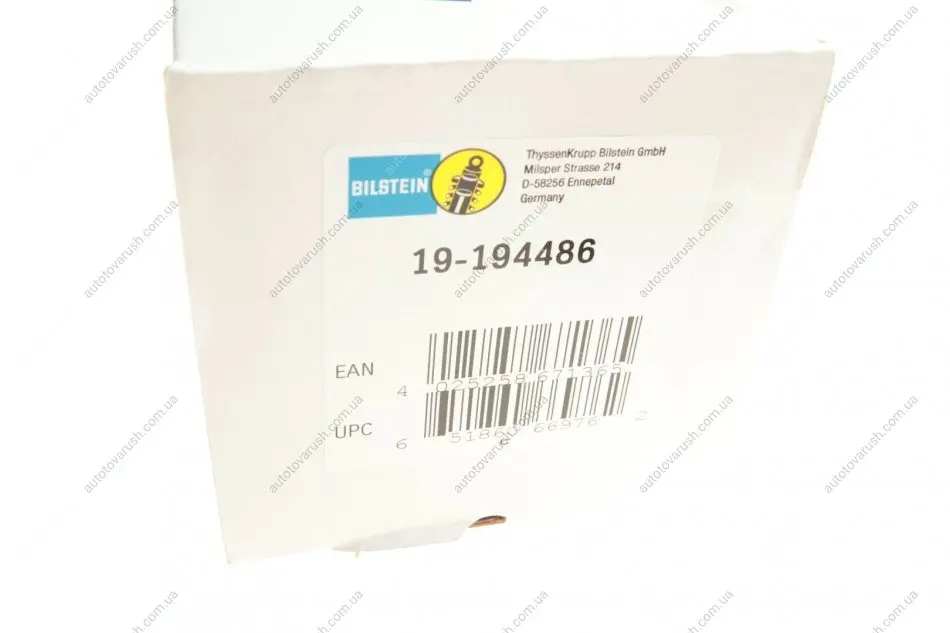 BILSTEIN®
ThyssenKrupp Bilstein GmbH
Milsper Strasse 214
D-58256 Ennepetal
Germany
19-194486
EAN
4 025258 671365
UPC
6 66976 2
autotovarush.com.ua